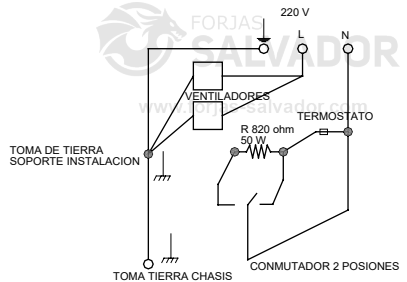 220 V
FORJAS
SALVADOR
L
N
VENTILADORES
www.forjas-salvador.com
TERMOSTATO
R 820 ohm
50 W
TOMA DE TIERRA
SOPORTE INSTALACION
CONMUTADOR 2 POSIONES
TOMA TIERRA CHASIS